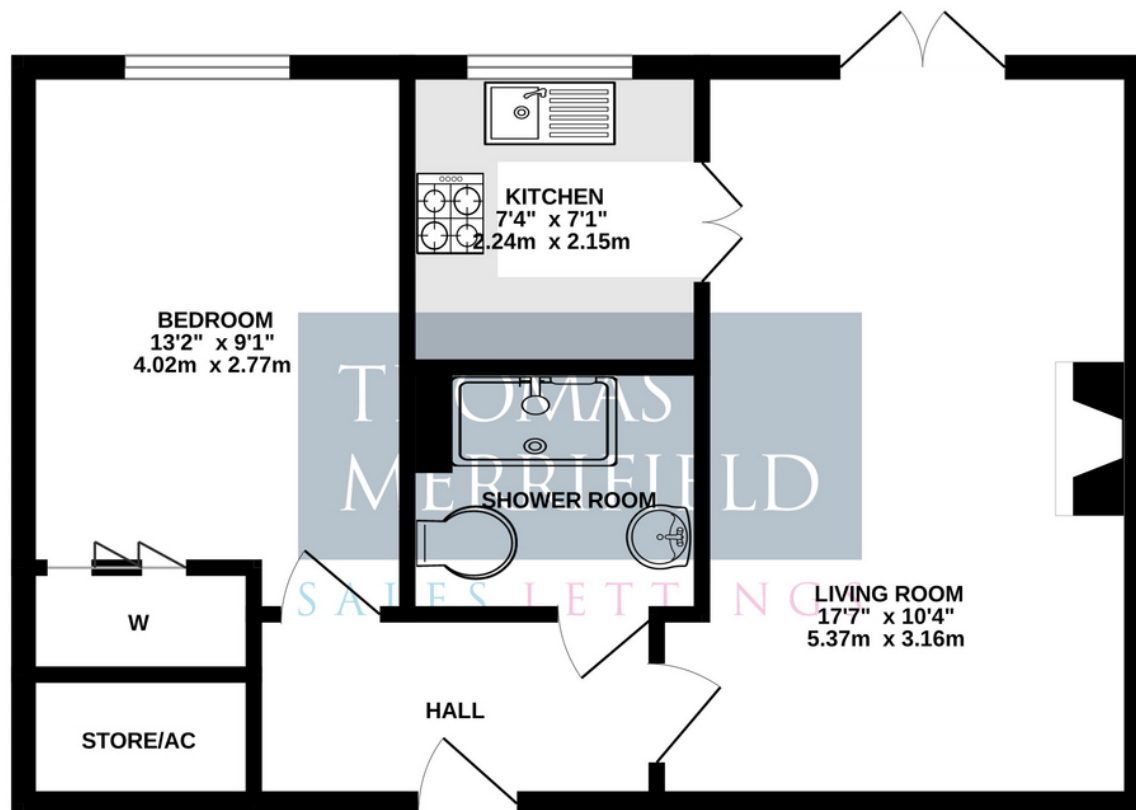 KITCHEN
7'4" x 7'1"
2.24m x 2.15m
BEDROOM
13'2" x 9'1"
4.02m x 2.77m
THOMAS
MERRIFIELD
SALES LETTINGS
SHOWER ROOM
LIVING ROOM
17'7" x 10'4"
5.37m x 3.16m
W
HALL
STORE/AC